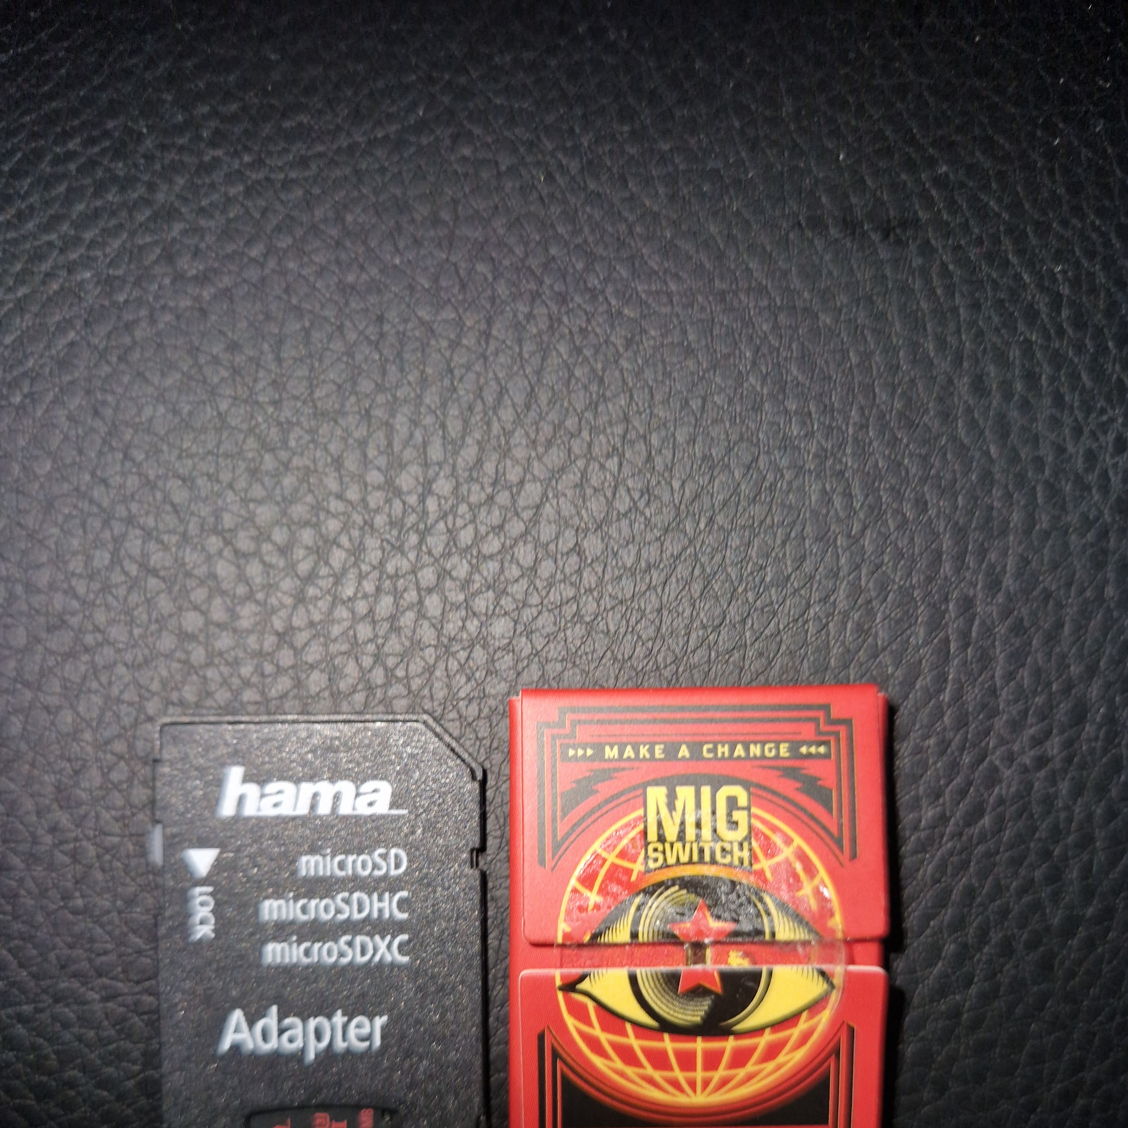 hama
microSD
microSDHC
microSDXC
LOCK
Adapter
MAKE A CHANGE
MIG
SWITCH